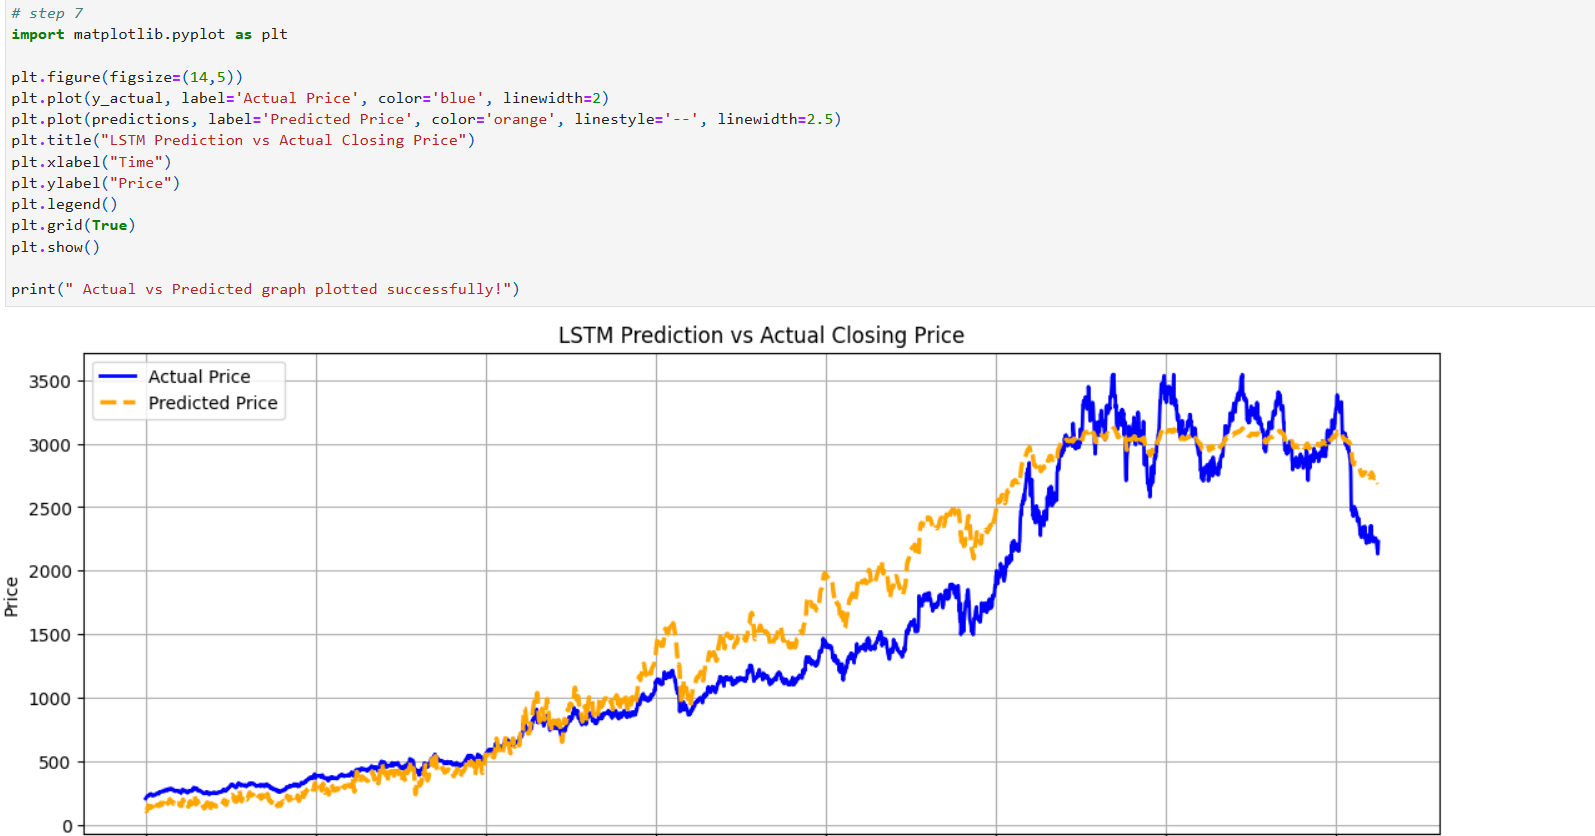 # step 7
import matplotlib.pyplot as plt
plt.figure(figsize=(14,5))
plt.plot(y_actual, label='Actual Price', color='blue', linewidth=2)
plt.plot(predictions, label='Predicted Price', color='orange', linestyle='--', linewidth=2.5)
plt.title("LSTM Prediction vs Actual Closing Price")
plt.xlabel("Time")
plt.ylabel("Price")
plt.legend()
plt.grid(True)
plt.show()
print(" Actual vs Predicted graph plotted successfully!")
LSTM Prediction vs Actual Closing Price
Actual Price
Predicted Price
3500
3000
2500
2000
1500
1000
500
0
Price